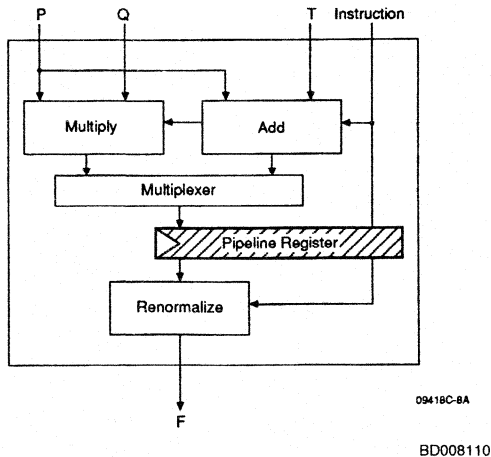 P Q T Instruction
Multiply Add
Multiplexer
Pipeline Register
Renormalize
F
09418C-8A
BD008110